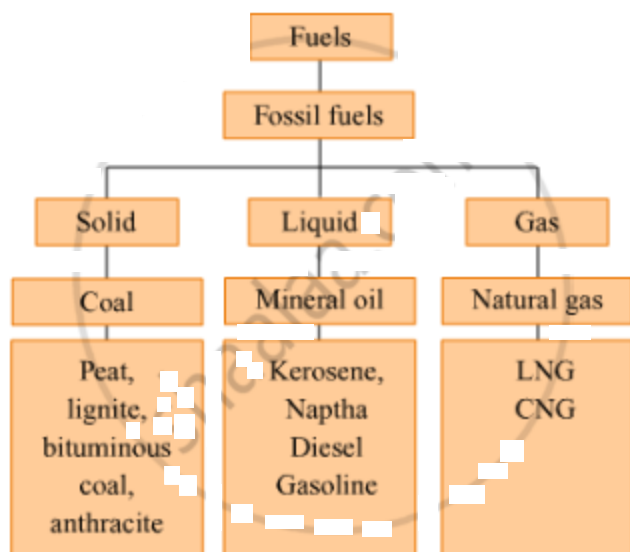 Fuels
Fossil fuels
Solid
Liquid
Gas
Coal
Mineral oil
Natural gas
Peat,
lignite,
bituminous
coal,
anthracite
Kerosene,
Naptha
Diesel
Gasoline
LNG
CNG